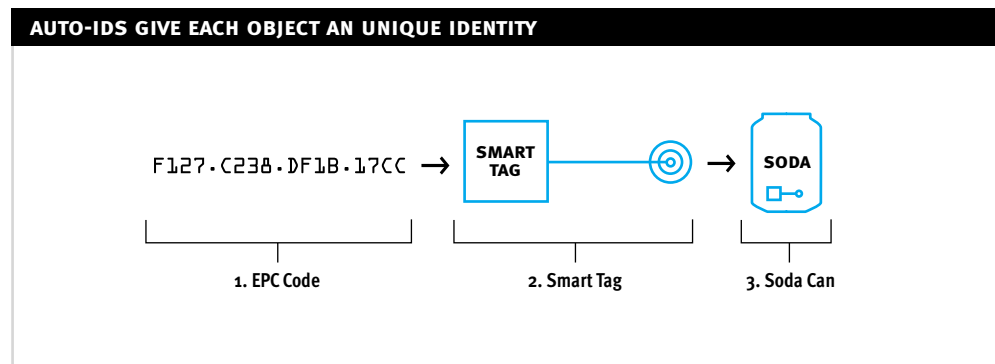 AUTO-IDS GIVE EACH OBJECT AN UNIQUE IDENTITY
F127.C238.DF1B.17CC → SMART TAG → SODA
1. EPC Code
2. Smart Tag
3. Soda Can